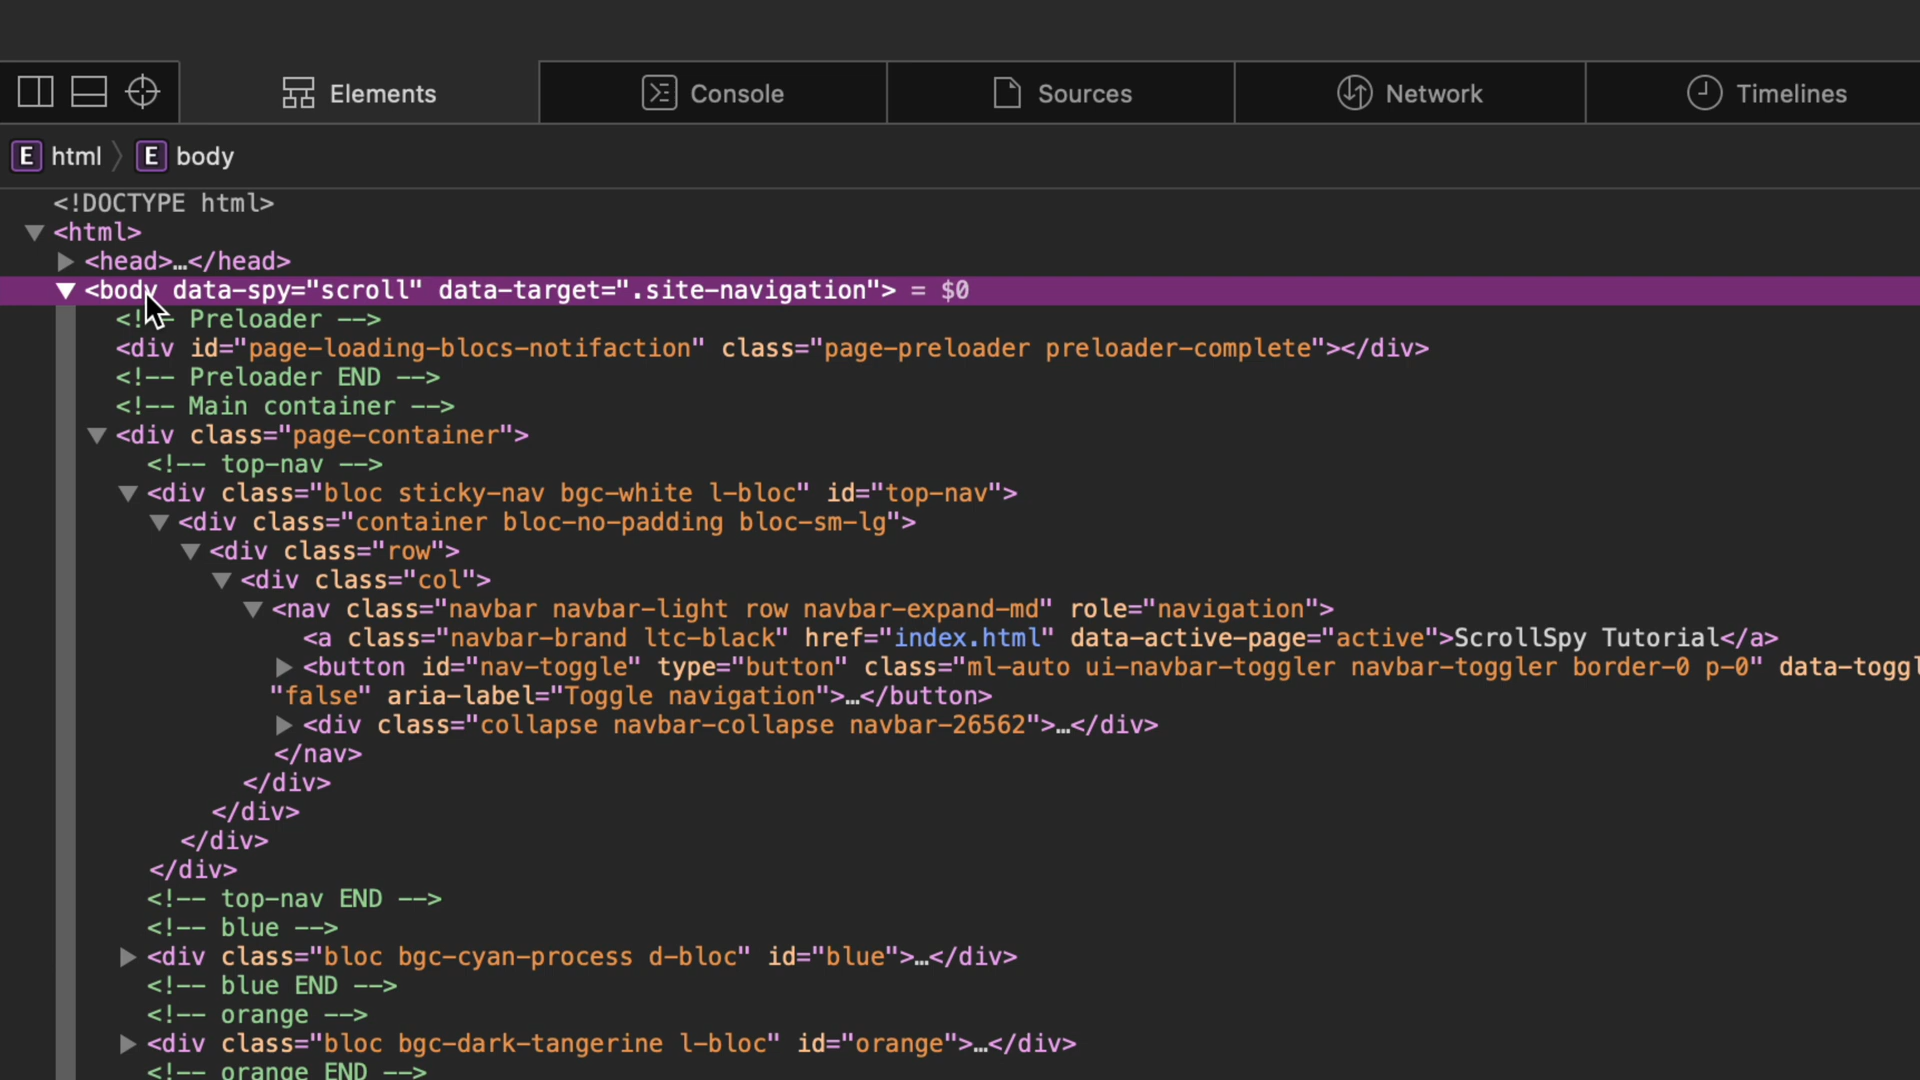 Elements Console Sources Network Timelines
E html E body
<!DOCTYPE html>
<html>
<head>…</head>
<body data-spy="scroll" data-target=".site-navigation"> = $0
<!-- Preloader -->
<div id="page-loading-blocs-notifaction" class="page-preloader preloader-complete"></div>
<!-- Preloader END -->
<!-- Main container -->
<div class="page-container">
<!-- top-nav -->
<div class="bloc sticky-nav bgc-white l-bloc" id="top-nav">
<div class="container bloc-no-padding bloc-sm-lg">
<div class="row">
<div class="col">
<nav class="navbar navbar-light row navbar-expand-md" role="navigation">
<a class="navbar-brand ltc-black" href="index.html" data-active-page="active">ScrollSpy Tutorial</a>
<button id="nav-toggle" type="button" class="ml-auto ui-navbar-toggler navbar-toggler border-0 p-0" data-toggl
"false" aria-label="Toggle navigation">…</button>
<div class="collapse navbar-collapse navbar-26562">…</div>
</nav>
</div>
</div>
</div>
</div>
<!-- top-nav END -->
<!-- blue -->
<div class="bloc bgc-cyan-process d-bloc" id="blue">…</div>
<!-- blue END -->
<!-- orange -->
<div class="bloc bgc-dark-tangerine l-bloc" id="orange">…</div>
<!-- orange END -->